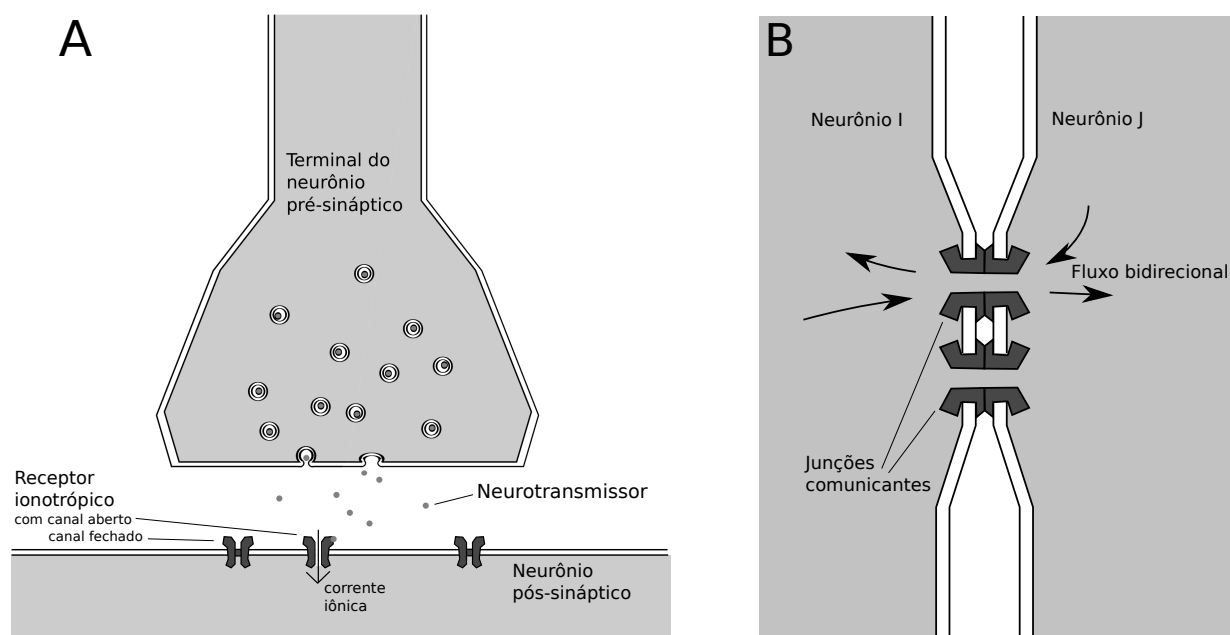 A
Terminal do
neurônio
pré-sináptico
Receptor
ionotrópico
com canal aberto
canal fechado
Neurotransmissor
corrente
iônica
Neurônio
pós-sináptico
B
Neurônio I
Neurônio J
Fluxo bidirecional
Junções
comunicantes